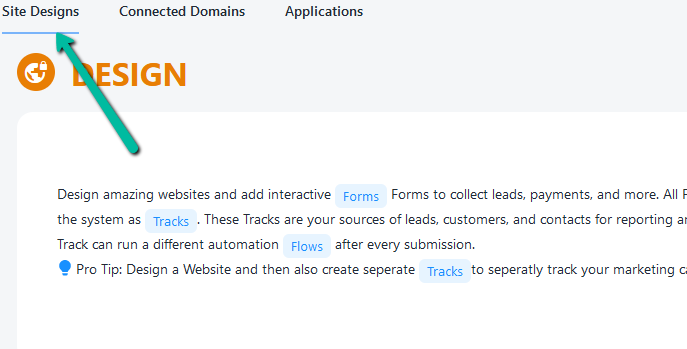 Site Designs Connected Domains Applications
DESIGN
Design amazing websites and add interactive Forms Forms to collect leads, payments, and more. All
the system as Tracks . These Tracks are your sources of leads, customers, and contacts for reporting
Track can run a different automation Flows after every submission.
Pro Tip: Design a Website and then also create seperate Tracks to seperatly track your marketing